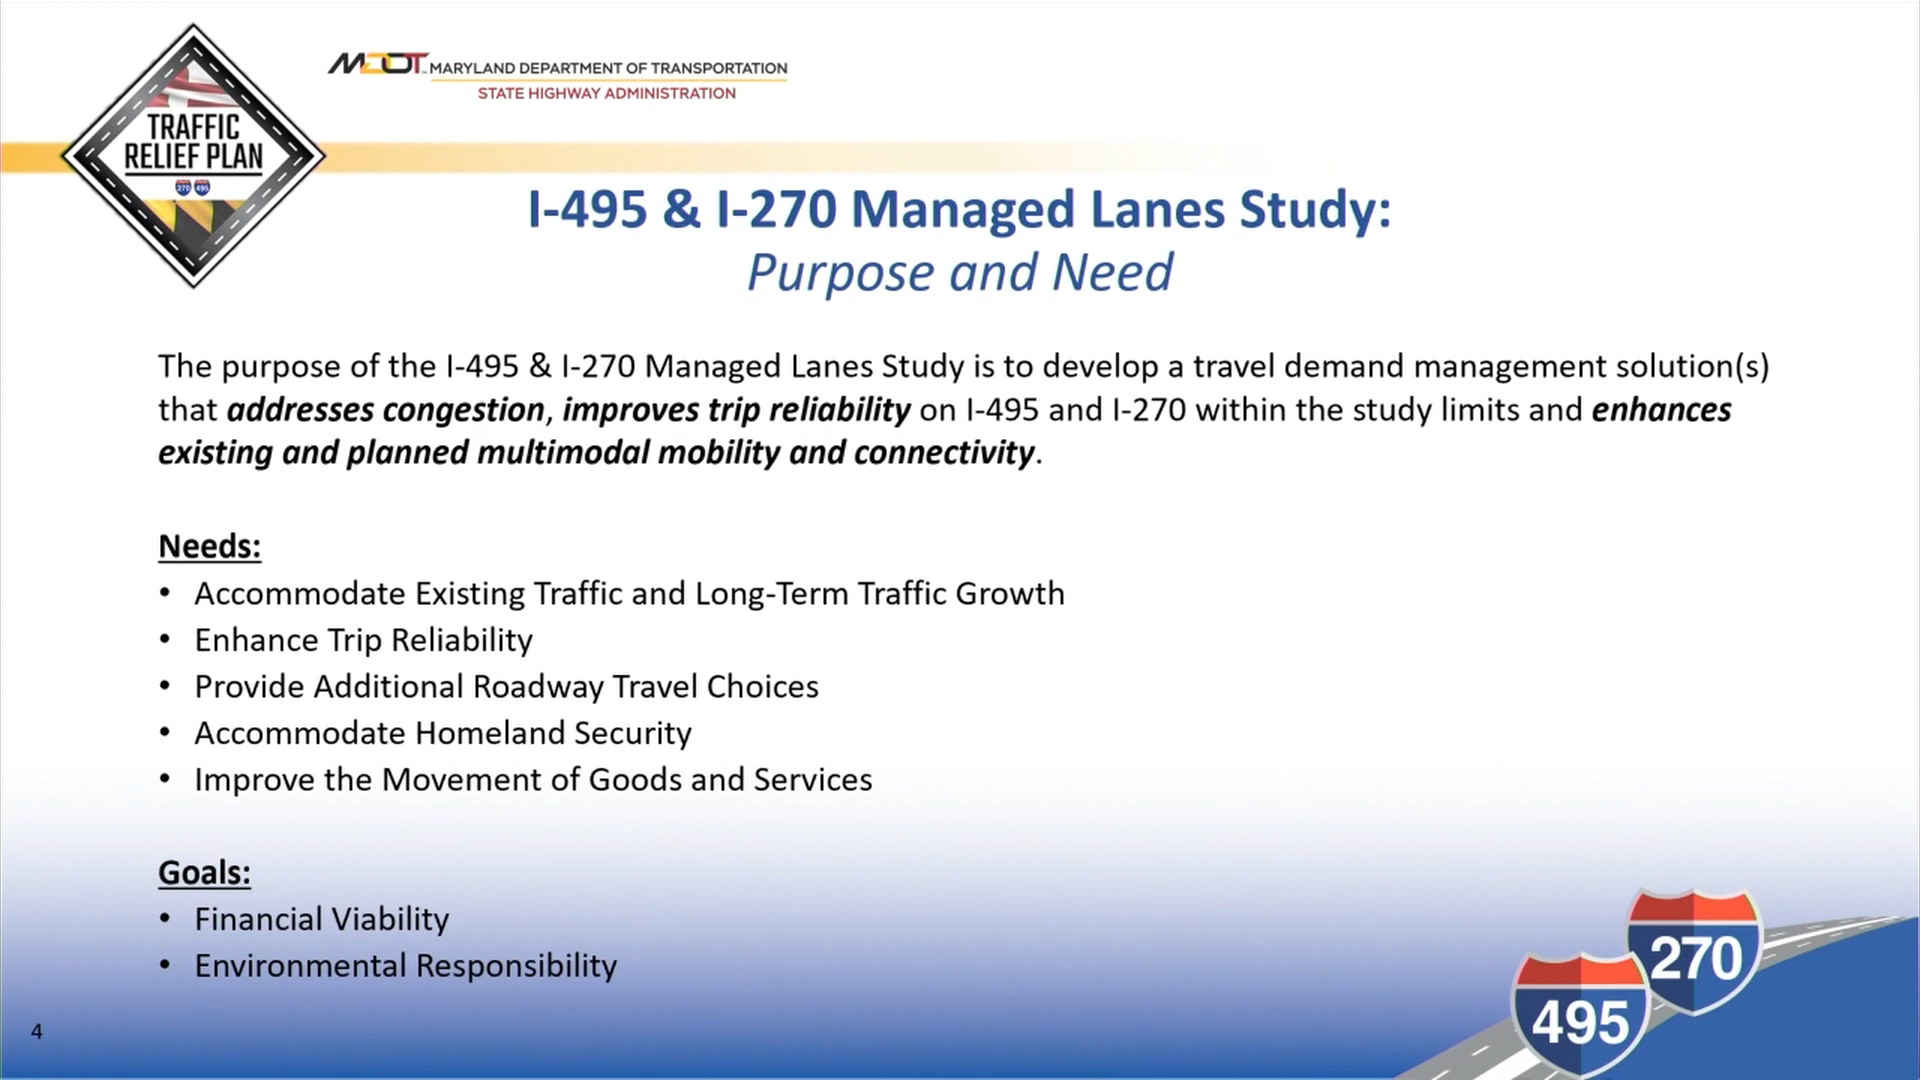 MDOT MARYLAND DEPARTMENT OF TRANSPORTATION
STATE HIGHWAY ADMINISTRATION
TRAFFIC
RELIEF PLAN
270 495
I-495 & I-270 Managed Lanes Study:
Purpose and Need
The purpose of the I-495 & I-270 Managed Lanes Study is to develop a travel demand management solution(s)
that addresses congestion, improves trip reliability on I-495 and I-270 within the study limits and enhances
existing and planned multimodal mobility and connectivity.
Needs:
• Accommodate Existing Traffic and Long-Term Traffic Growth
• Enhance Trip Reliability
• Provide Additional Roadway Travel Choices
• Accommodate Homeland Security
• Improve the Movement of Goods and Services
Goals:
• Financial Viability
• Environmental Responsibility
270
495
4